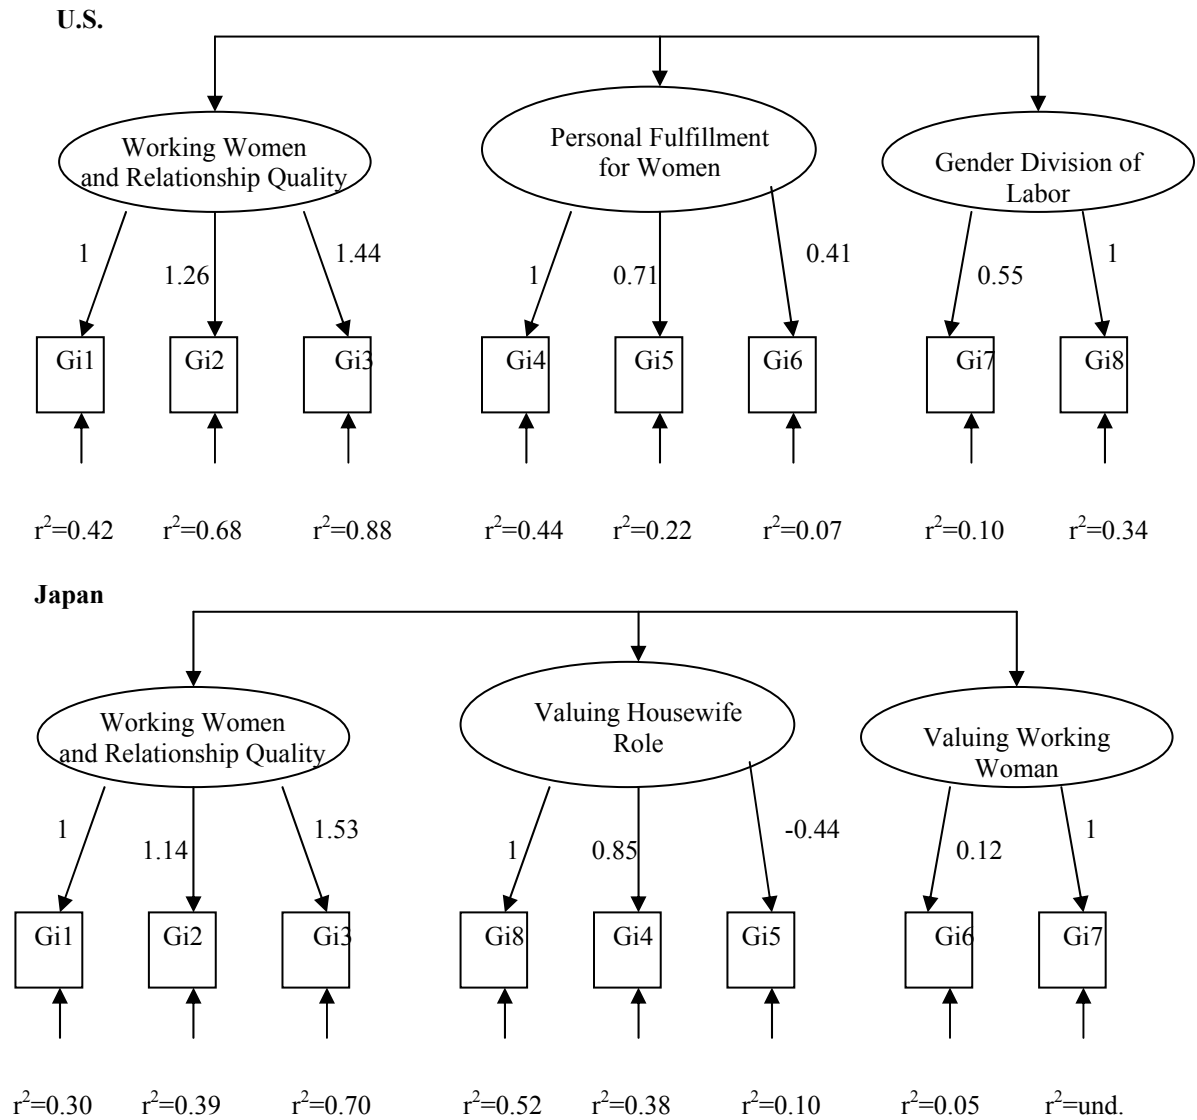 U.S.
Working Women
and Relationship Quality
Personal Fulfillment
for Women
Gender Division of
Labor
1
1.26
1.44
1
0.71
0.41
0.55
1
Gi1
Gi2
Gi3
Gi4
Gi5
Gi6
Gi7
Gi8
r²=0.42
r²=0.68
r²=0.88
r²=0.44
r²=0.22
r²=0.07
r²=0.10
r²=0.34
Japan
Working Women
and Relationship Quality
Valuing Housewife
Role
Valuing Working
Woman
1
1.14
1.53
1
0.85
-0.44
0.12
1
Gi1
Gi2
Gi3
Gi8
Gi4
Gi5
Gi6
Gi7
r²=0.30
r²=0.39
r²=0.70
r²=0.52
r²=0.38
r²=0.10
r²=0.05
r²=und.